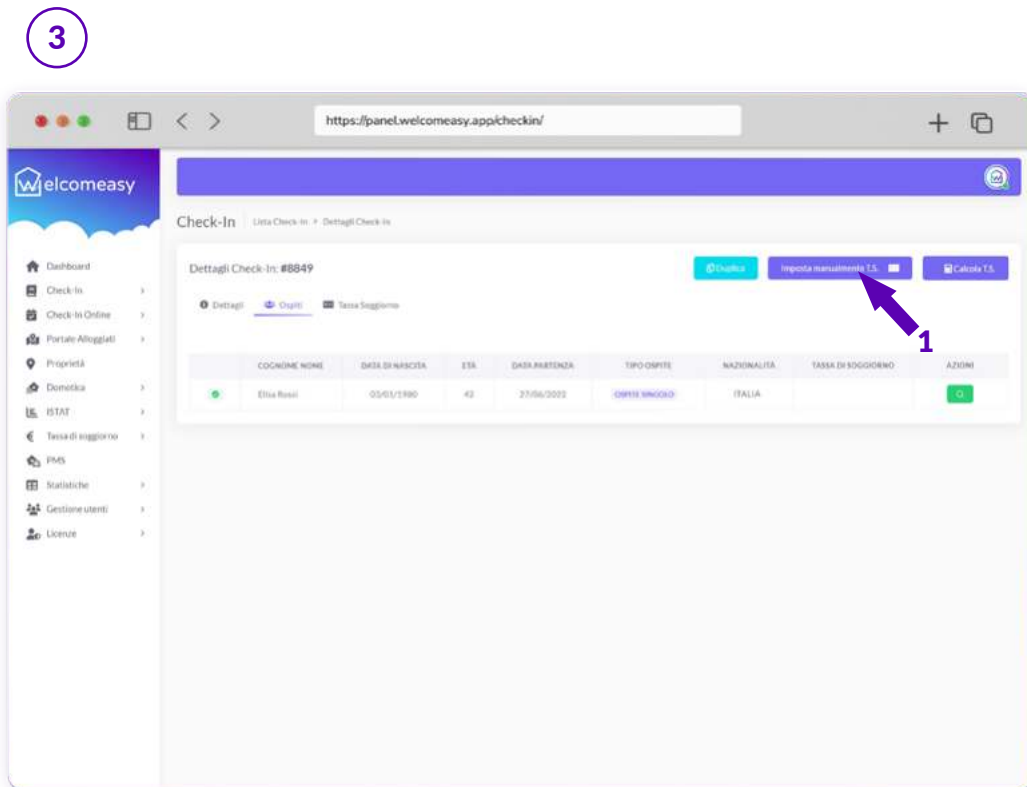 3
https://panel.welcomeasy.app/checkin/
Welcomeasy
Check-In Lista Check-In Dettagli Check-In
Dettagli Check-In: #8849
Duplica
Imposta manualmente T.S.
Calcola T.S.
1
Dettagli Ospiti Tassa Soggiorno
COGNOME NOME DATA DI NASCITA ETÀ DATA PARTENZA TIPO OSPITE NAZIONALITÀ TASSA DI SOGGIORNO AZIONI
Elisa Rossi 03/01/1980 42 27/06/2022 OSPITE SINGOLO ITALIA
Dashboard
Check-In
Check-In Online
Portale Alloggiati
Proprietà
Domotica
ISTAT
Tassa di soggiorno
PMS
Statistiche
Gestione utenti
Licenze